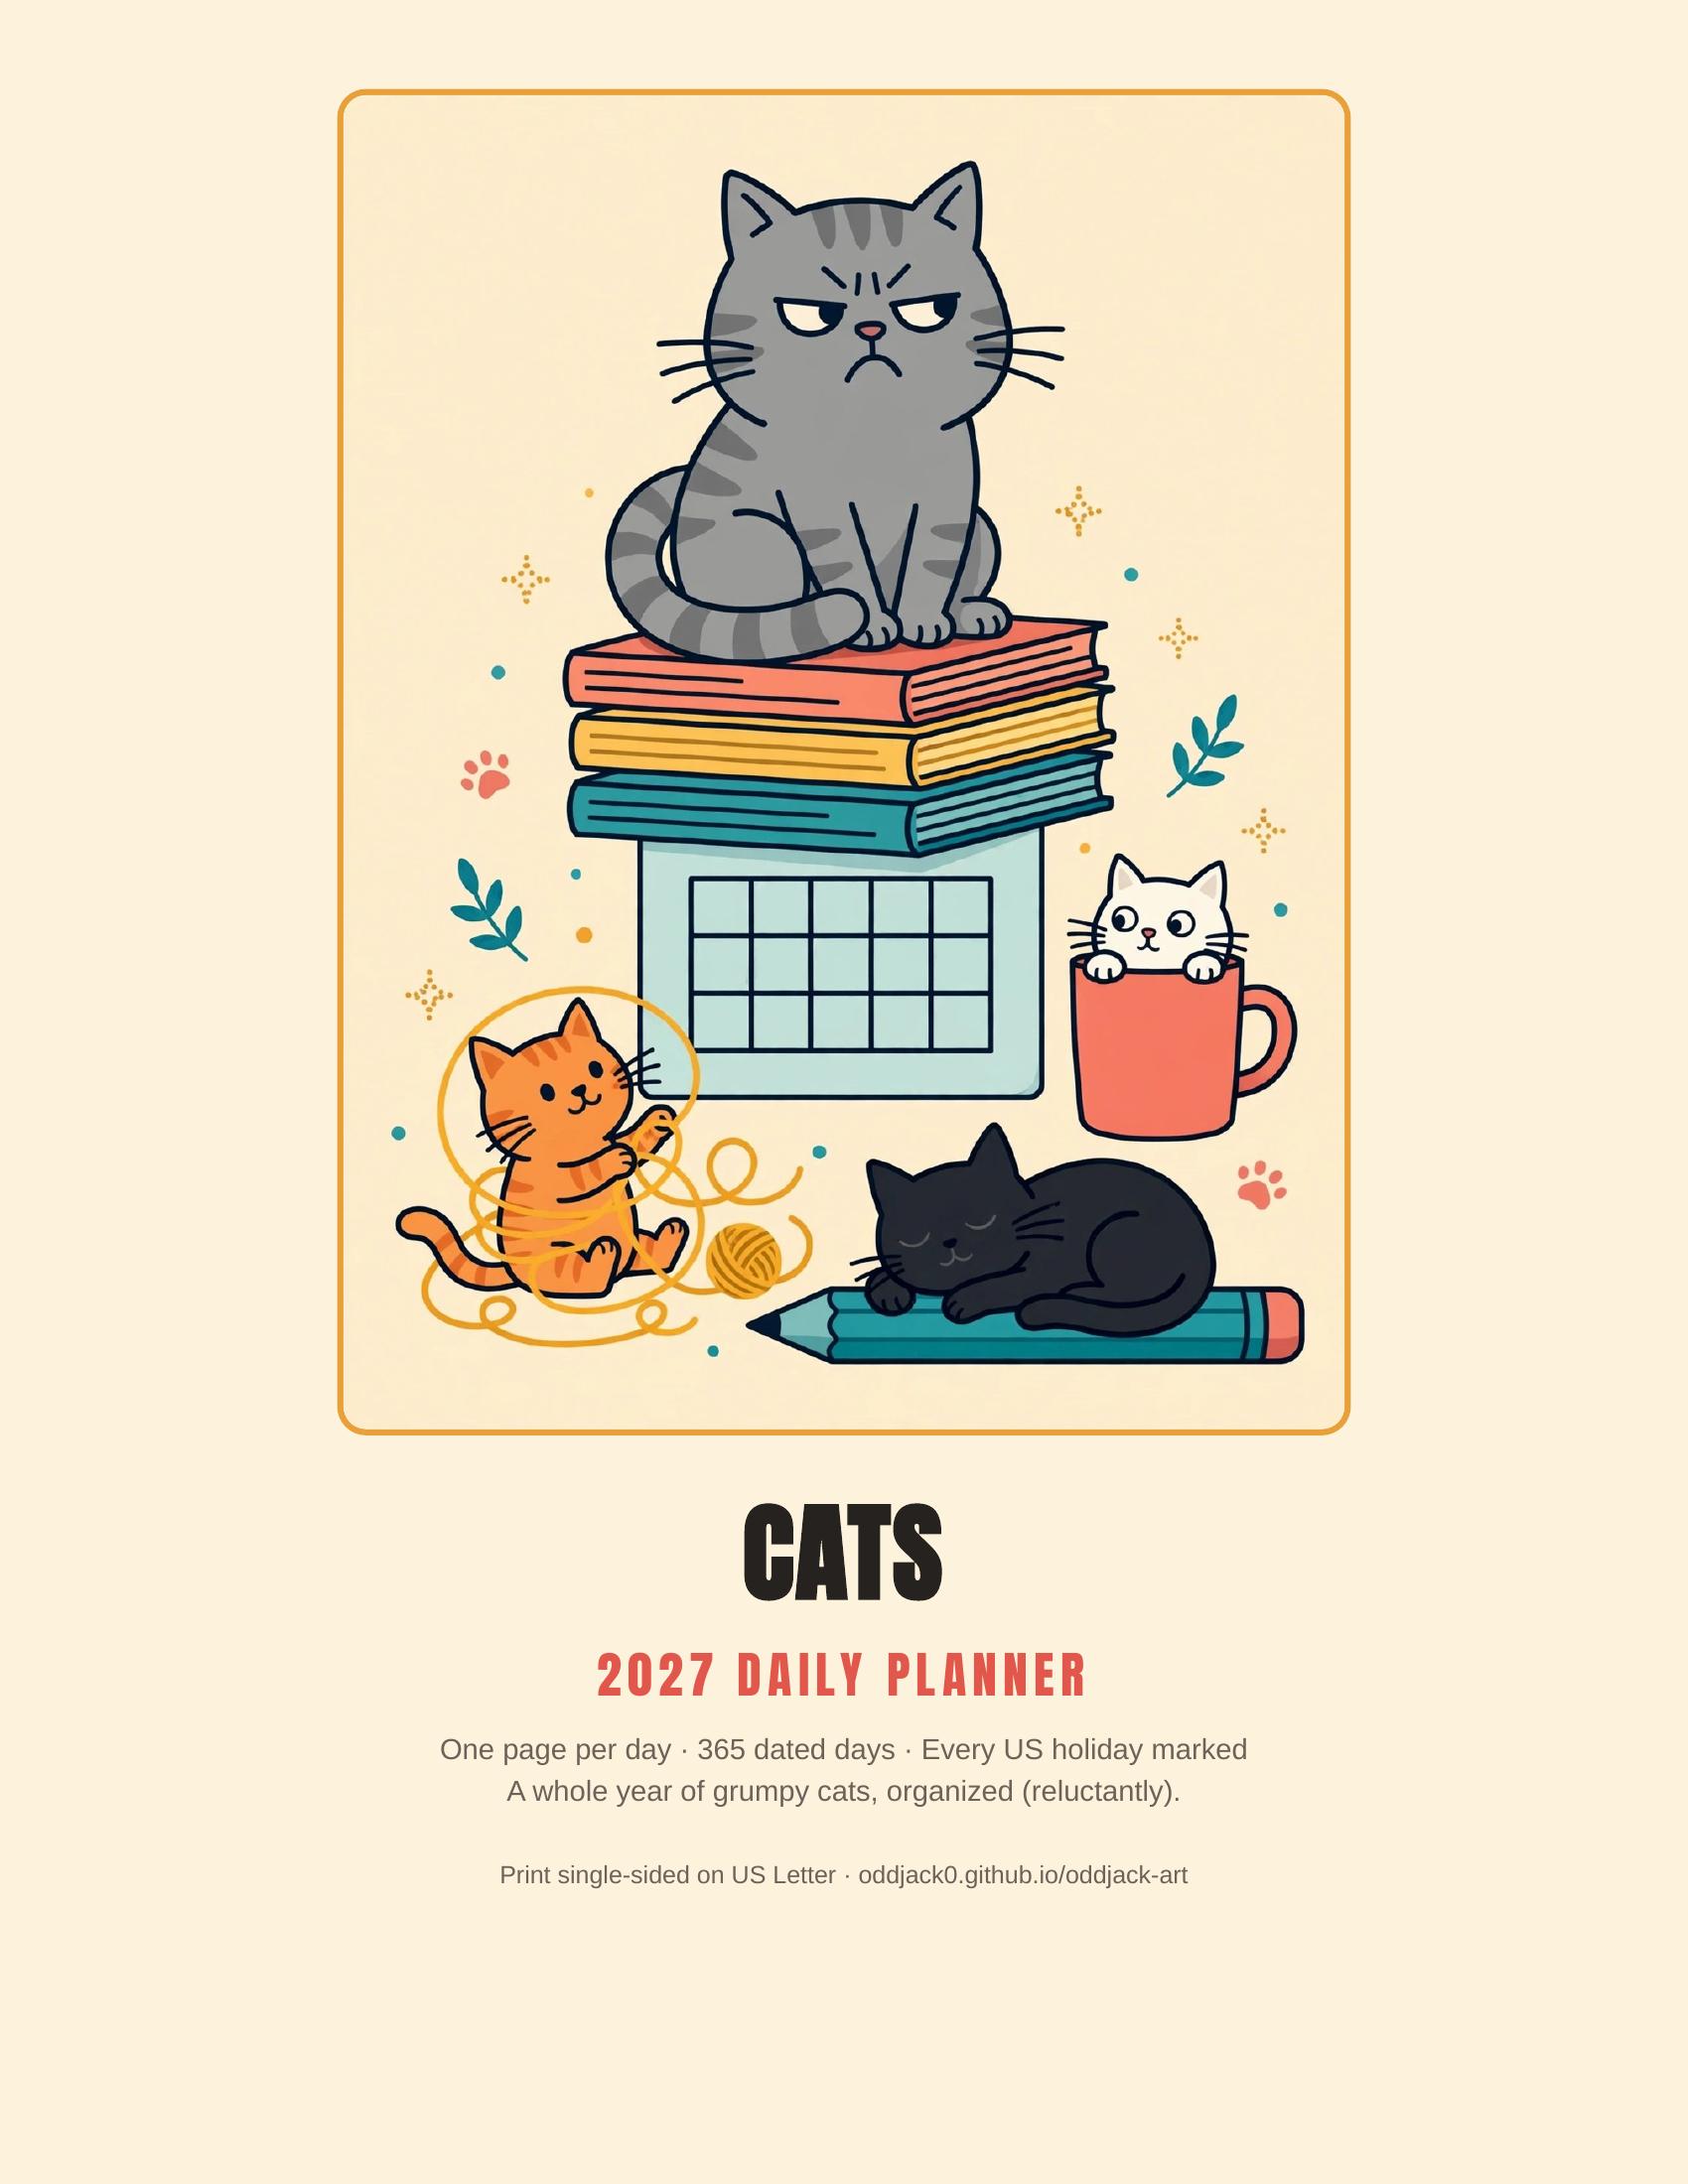 CATS
2027 DAILY PLANNER
One page per day · 365 dated days · Every US holiday marked
A whole year of grumpy cats, organized (reluctantly).
Print single-sided on US Letter · oddjack0.github.io/oddjack-art